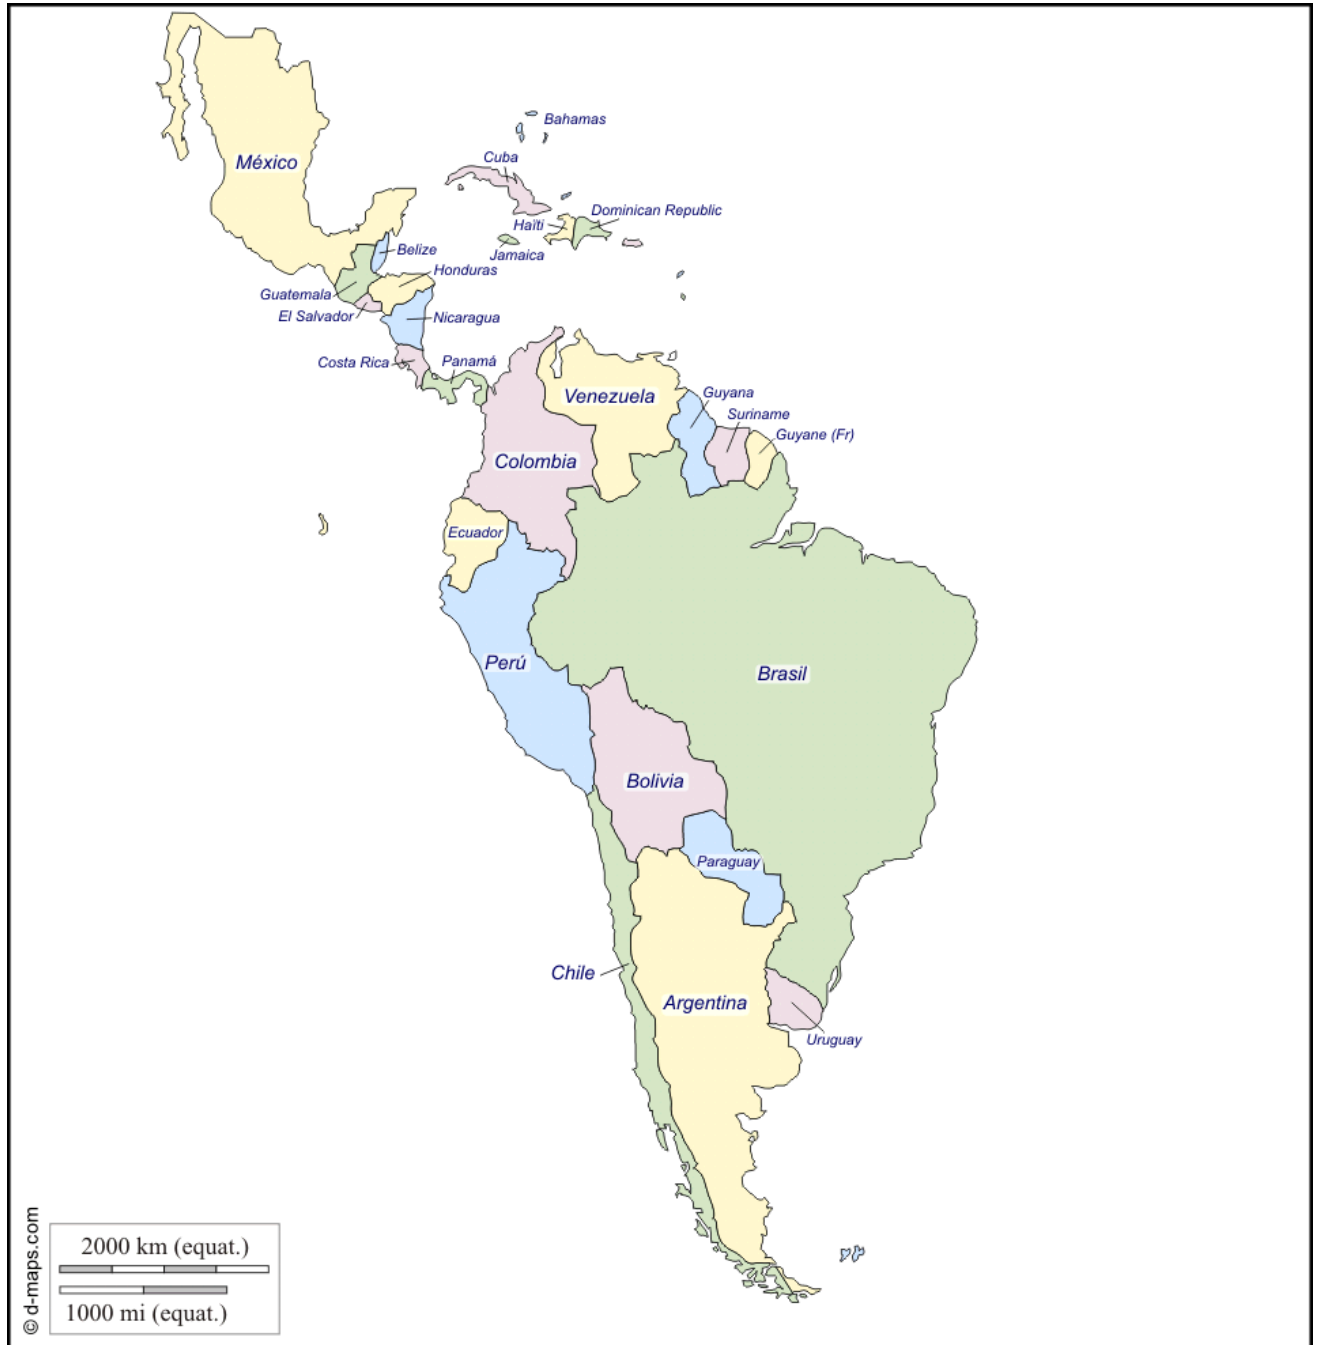 Bahamas
Cuba
México
Dominican Republic
Haïti
Jamaica
Belize
Honduras
Guatemala
El Salvador
Nicaragua
Costa Rica
Panamá
Venezuela
Guyana
Suriname
Guyane (Fr)
Colombia
Ecuador
Perú
Brasil
Bolivia
Paraguay
Chile
Argentina
Uruguay
© d-maps.com
2000 km (equat.)
1000 mi (equat.)